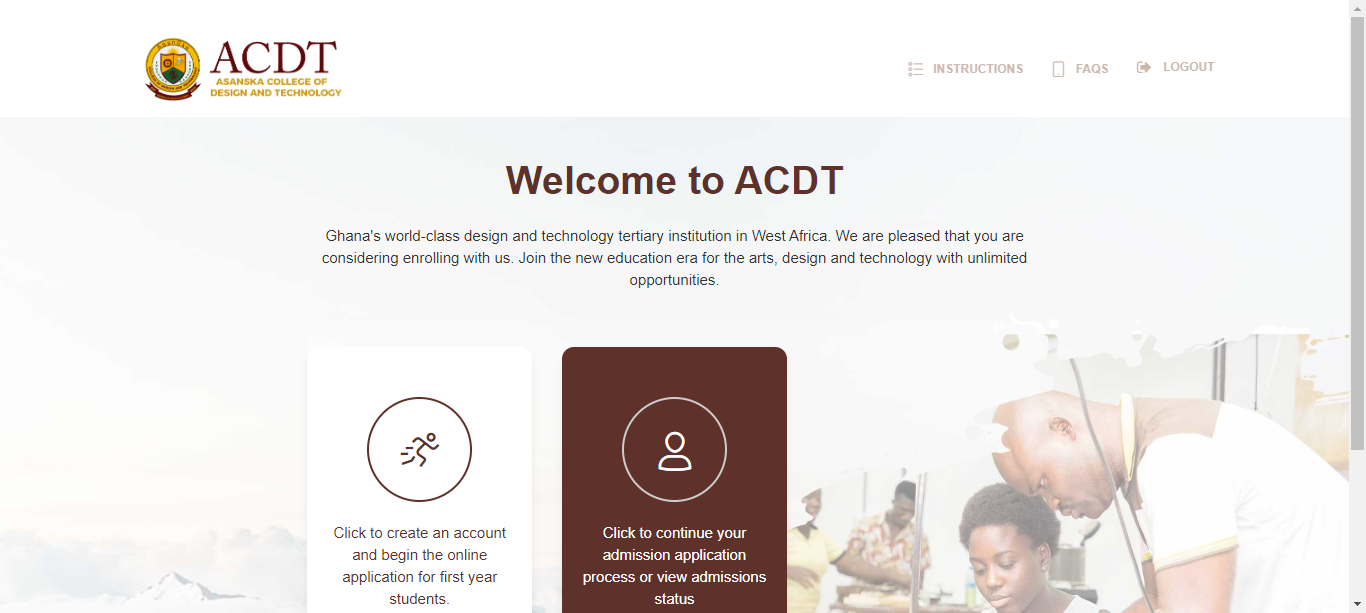 ACDT
ASANSKA COLLEGE OF
DESIGN AND TECHNOLOGY
INSTRUCTIONS
FAQS
LOGOUT
Welcome to ACDT
Ghana's world-class design and technology tertiary institution in West Africa. We are pleased that you are
considering enrolling with us. Join the new education era for the arts, design and technology with unlimited
opportunities.
Click to create an account
and begin the online
application for first year
students.
Click to continue your
admission application
process or view admissions
status